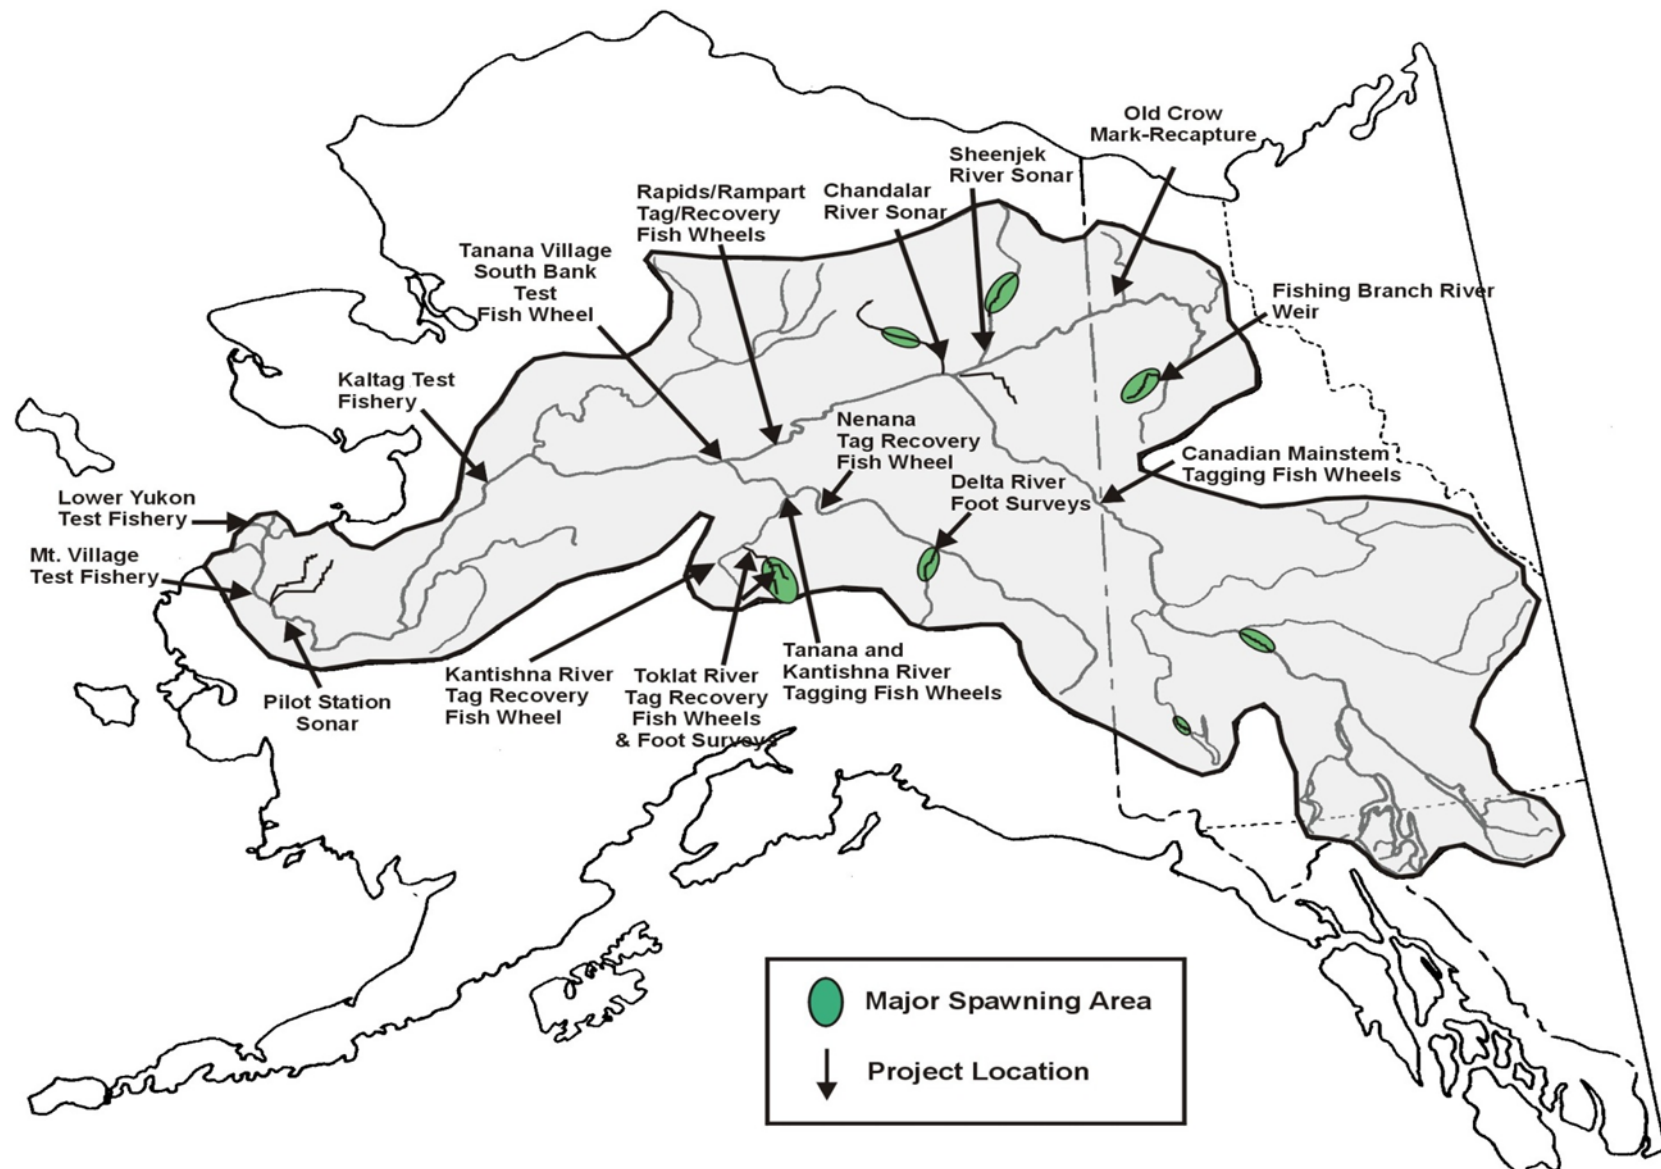 Old Crow
Mark-Recapture
Sheenjek
River Sonar
Chandalar
River Sonar
Rapids/Rampart
Tag/Recovery
Fish Wheels
Tanana Village
South Bank
Test
Fish Wheel
Fishing Branch River
Weir
Kaltag Test
Fishery
Nenana
Tag Recovery
Fish Wheel
Canadian Mainstem
Tagging Fish Wheels
Delta River
Foot Surveys
Lower Yukon
Test Fishery
Mt. Village
Test Fishery
Pilot Station
Sonar
Kantishna River
Tag Recovery
Fish Wheel
Toklat River
Tag Recovery
Fish Wheels
& Foot Surveys
Tanana and
Kantishna River
Tagging Fish Wheels
Major Spawning Area
Project Location